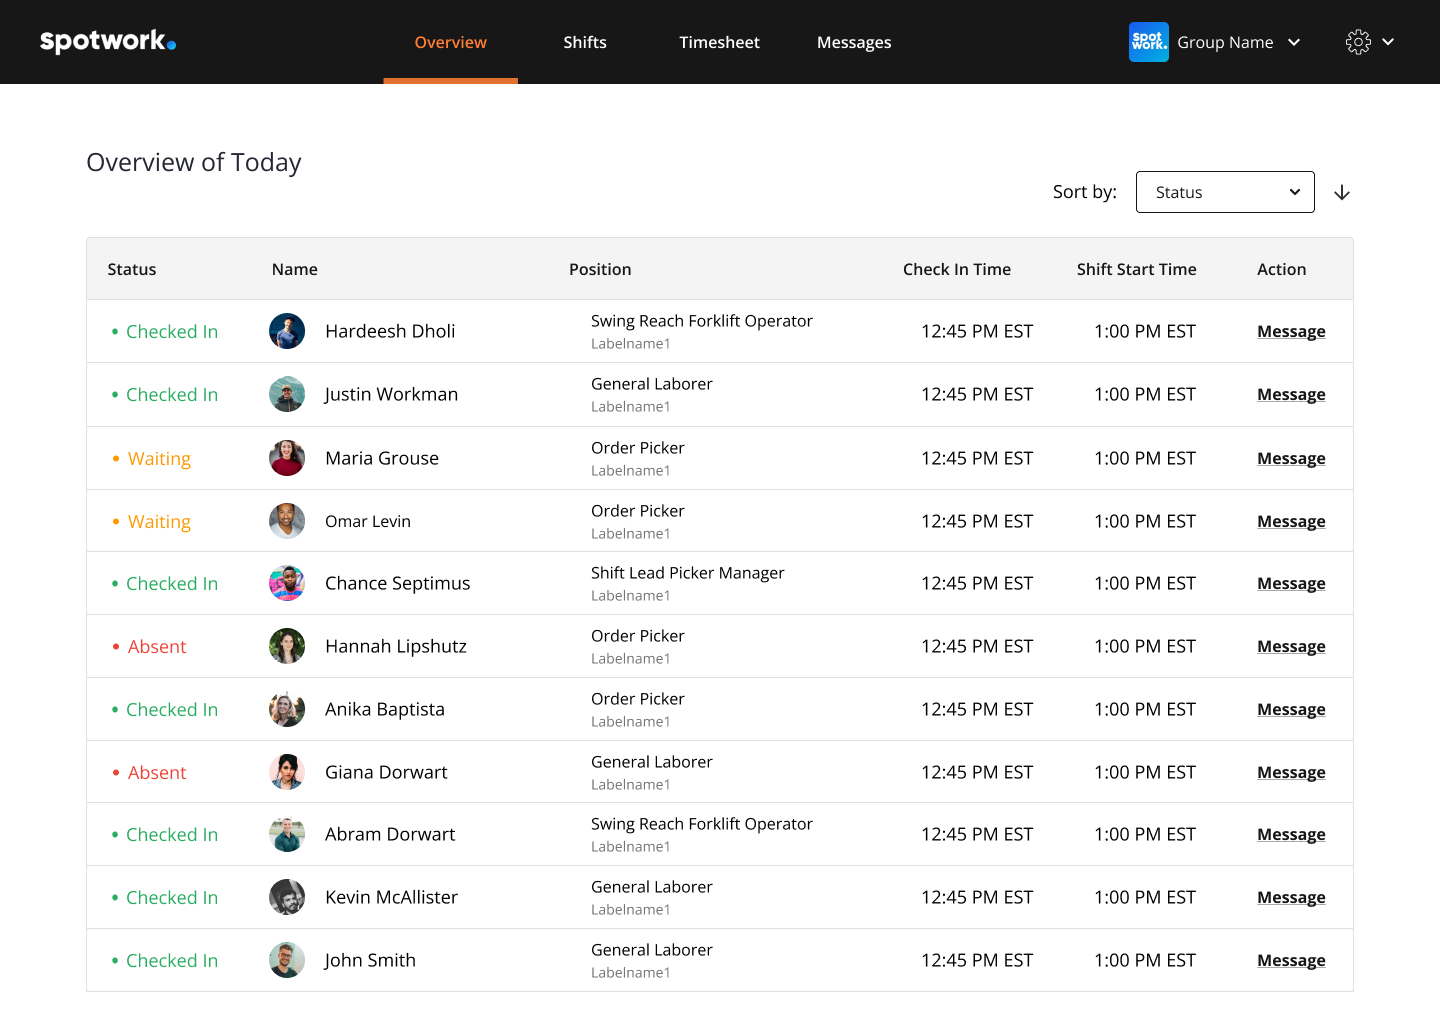 spotwork.
Overview Shifts Timesheet Messages
spot
work.
Group Name
Overview of Today
Sort by: Status
Status Name Position Check In Time Shift Start Time Action
Checked In Hardeesh Dholi Swing Reach Forklift Operator 12:45 PM EST 1:00 PM EST Message
Labelname1
Checked In Justin Workman General Laborer 12:45 PM EST 1:00 PM EST Message
Labelname1
Waiting Maria Grouse Order Picker 12:45 PM EST 1:00 PM EST Message
Labelname1
Waiting Omar Levin Order Picker 12:45 PM EST 1:00 PM EST Message
Labelname1
Checked In Chance Septimus Shift Lead Picker Manager 12:45 PM EST 1:00 PM EST Message
Labelname1
Absent Hannah Lipshutz Order Picker 12:45 PM EST 1:00 PM EST Message
Labelname1
Checked In Anika Baptista Order Picker 12:45 PM EST 1:00 PM EST Message
Labelname1
Absent Giana Dorwart General Laborer 12:45 PM EST 1:00 PM EST Message
Labelname1
Checked In Abram Dorwart Swing Reach Forklift Operator 12:45 PM EST 1:00 PM EST Message
Labelname1
Checked In Kevin McAllister General Laborer 12:45 PM EST 1:00 PM EST Message
Labelname1
Checked In John Smith General Laborer 12:45 PM EST 1:00 PM EST Message
Labelname1